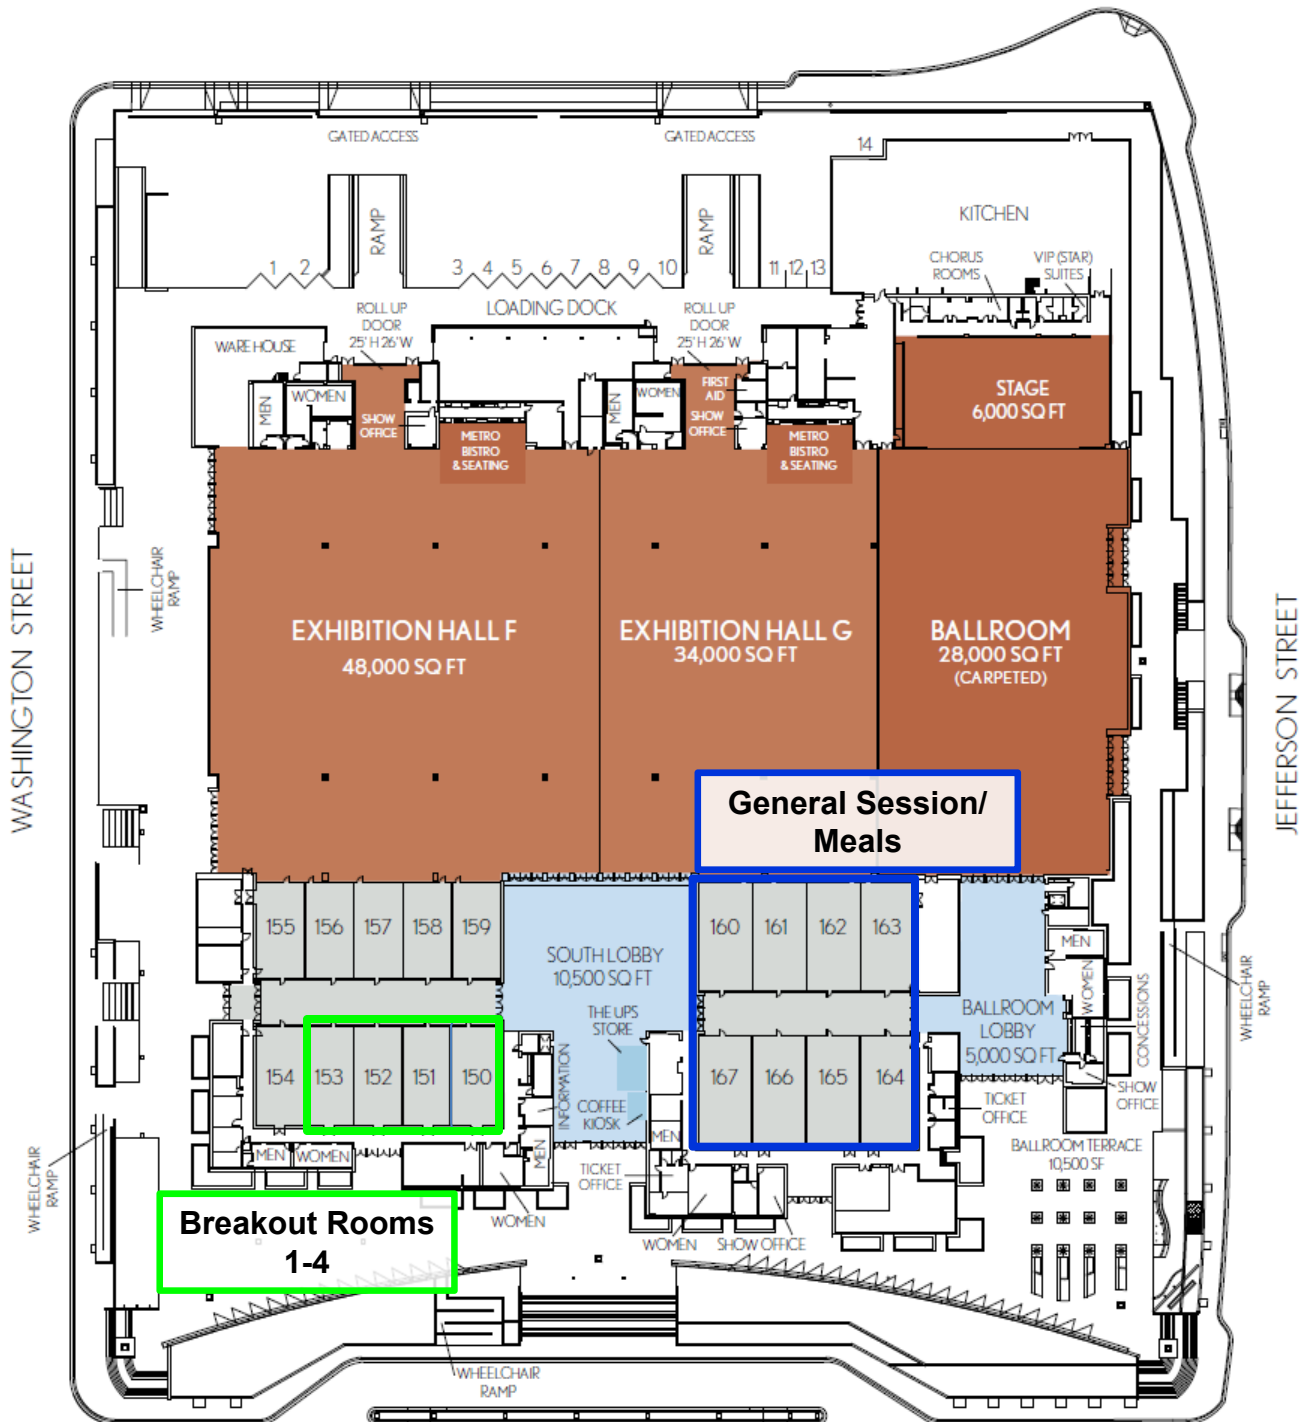 GATED ACCESS
GATED ACCESS
14
KITCHEN
RAMP
RAMP
CHORUS
ROOMS
VIP (STAR)
SUITES
1
2
3
4
5
6
7
8
9
10
11
12
13
LOADING DOCK
ROLL UP
DOOR
25' H 26' W
ROLL UP
DOOR
25' H 26' W
WAREHOUSE
MEN
WOMEN
SHOW
OFFICE
METRO
BISTRO
& SEATING
MEN
WOMEN
FIRST
AID
SHOW
OFFICE
METRO
BISTRO
& SEATING
STAGE
6,000 SQ FT
WASHINGTON STREET
WHEELCHAIR
RAMP
EXHIBITION HALL F
48,000 SQ FT
EXHIBITION HALL G
34,000 SQ FT
BALLROOM
28,000 SQ FT
(CARPETED)
JEFFERSON STREET
General Session/
Meals
155
156
157
158
159
SOUTH LOBBY
10,500 SQ FT
THE UPS
STORE
160
161
162
163
MEN
WOMEN
CONCESSIONS
WHEELCHAIR
RAMP
BALLROOM
LOBBY
5,000 SQ FT
154
153
152
151
150
INFORMATION
COFFEE
KIOSK
167
166
165
164
SHOW
OFFICE
TICKET
OFFICE
MEN
WOMEN
MEN
WOMEN
TICKET
OFFICE
MEN
WOMEN
SHOW OFFICE
BALLROOM TERRACE
10,500 SF
WHEELCHAIR
RAMP
Breakout Rooms
1-4
WHEELCHAIR
RAMP